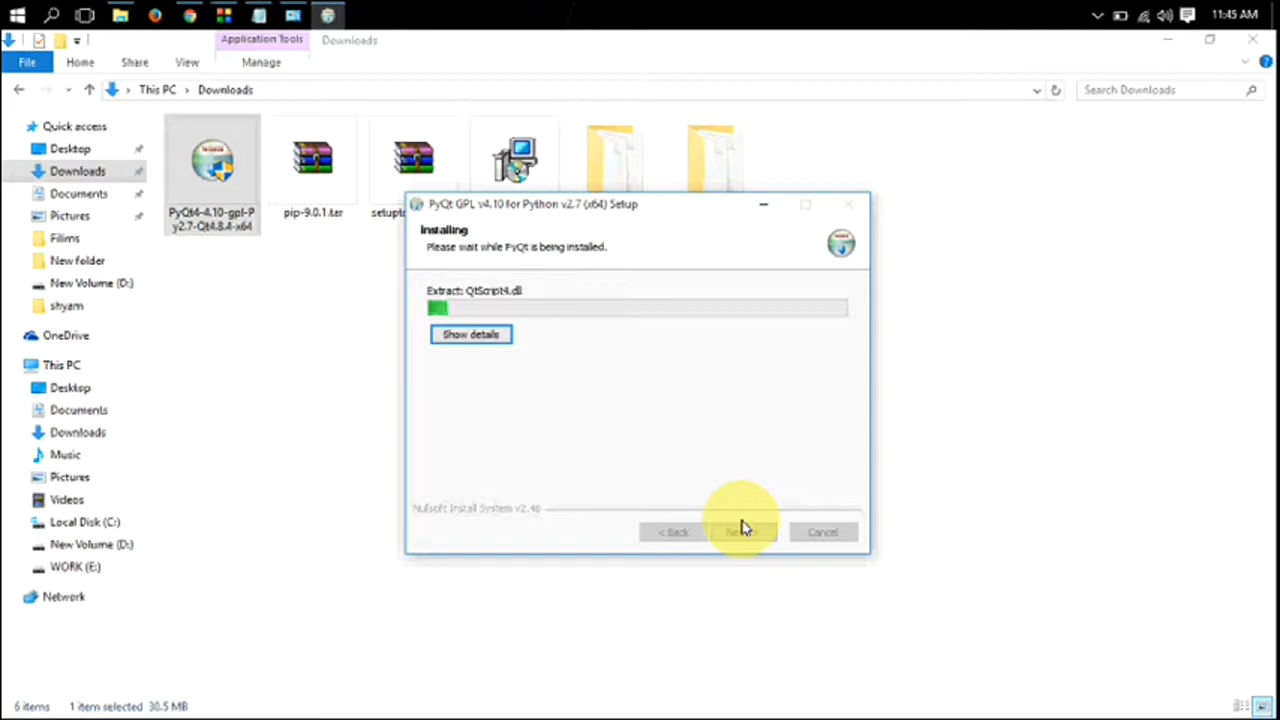 11:45 AM
Application Tools
Downloads
File
Home
Share
View
Manage
This PC
Downloads
Search Downloads
Quick access
Desktop
Downloads
Documents
Pictures
Filims
New folder
New Volume (D:)
shyam
OneDrive
This PC
Desktop
Documents
Downloads
Music
Pictures
Videos
Local Disk (C:)
New Volume (D:)
WORK (E:)
Network
PyQt4-4.10-gpl-P
y2.7-Qt4.8.4-x64
pip-9.0.1.tar
PyQt GPL v4.10 for Python v2.7 (x64) Setup
Installing
Please wait while PyQt is being installed.
Extract: QtScript4.dll
Show details
Nullsoft Install System v2.46
< Back
Cancel
6 items
1 item selected 30.5 MB